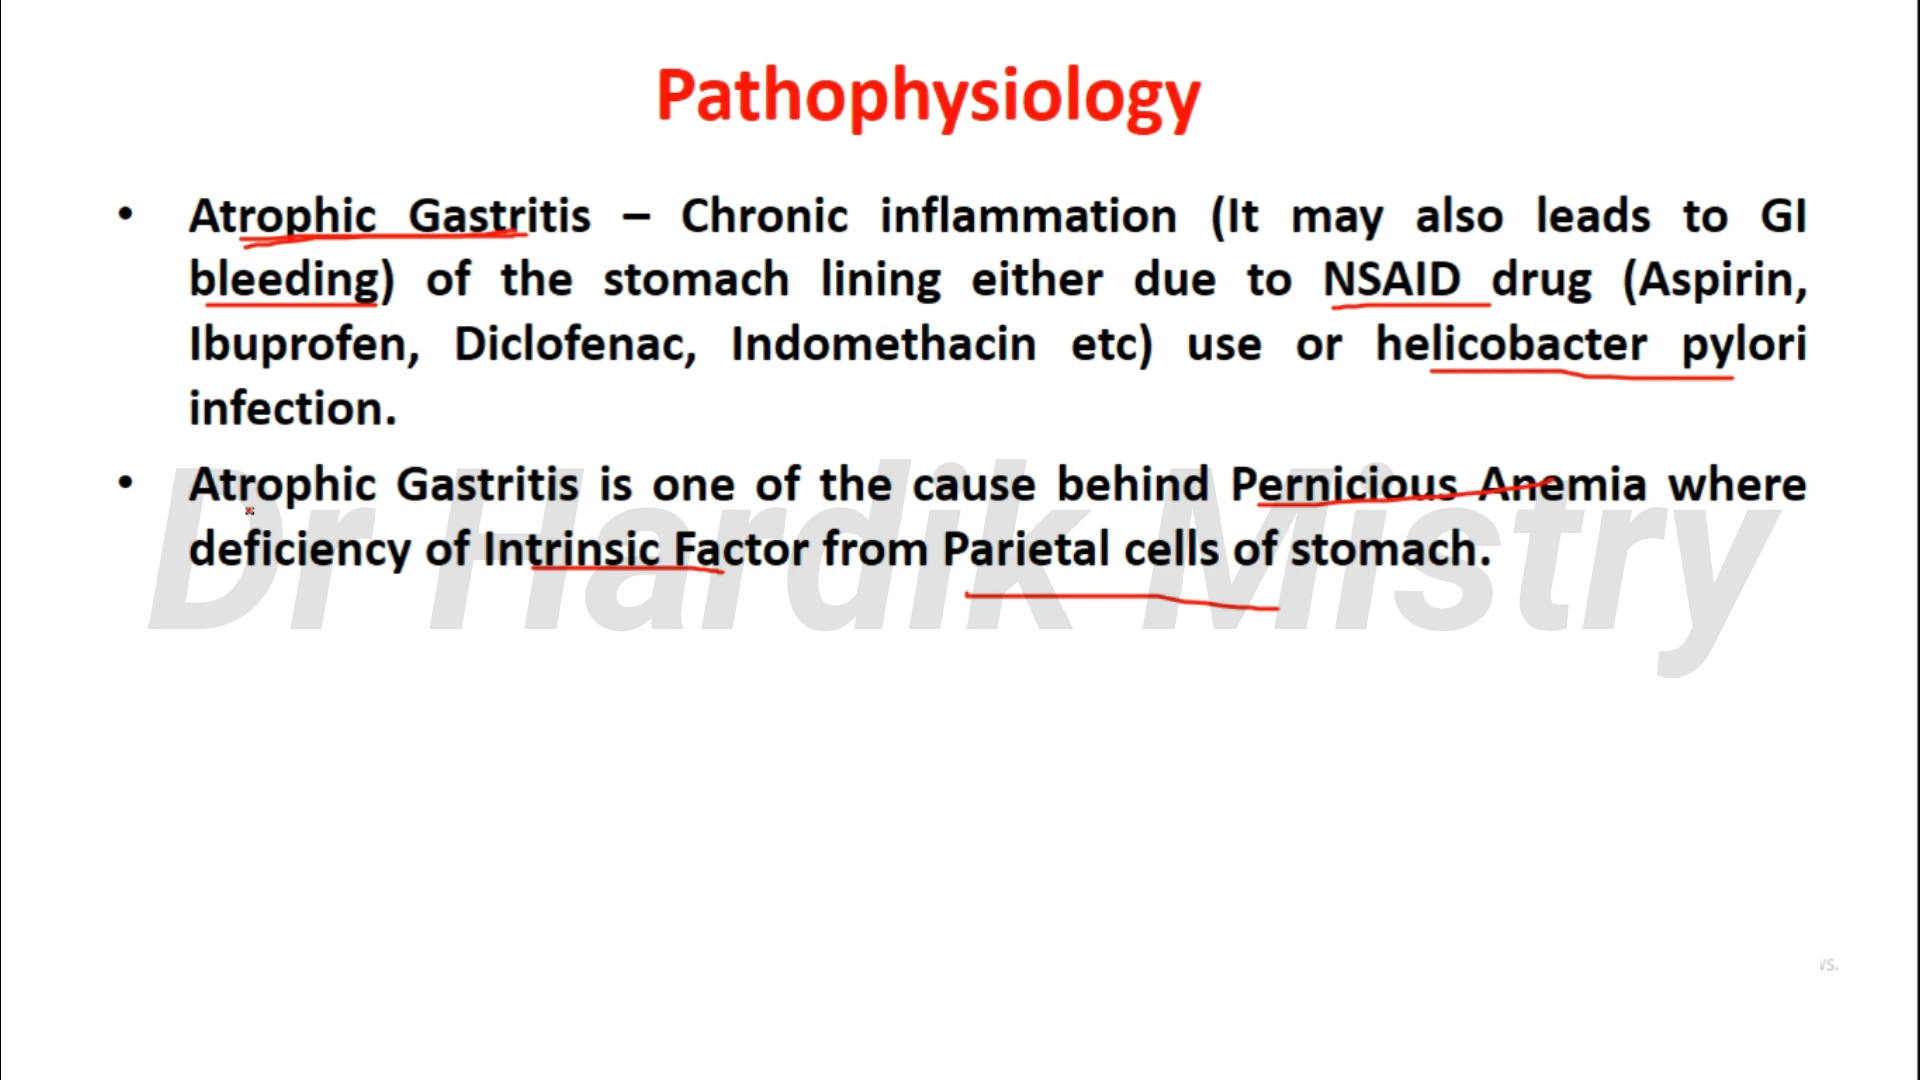 Pathophysiology
• Atrophic Gastritis – Chronic inflammation (It may also leads to GI
bleeding) of the stomach lining either due to NSAID drug (Aspirin,
Ibuprofen, Diclofenac, Indomethacin etc) use or helicobacter pylori
infection.
• Atrophic Gastritis is one of the cause behind Pernicious Anemia where
deficiency of Intrinsic Factor from Parietal cells of stomach.
Dr Hardik Mistry